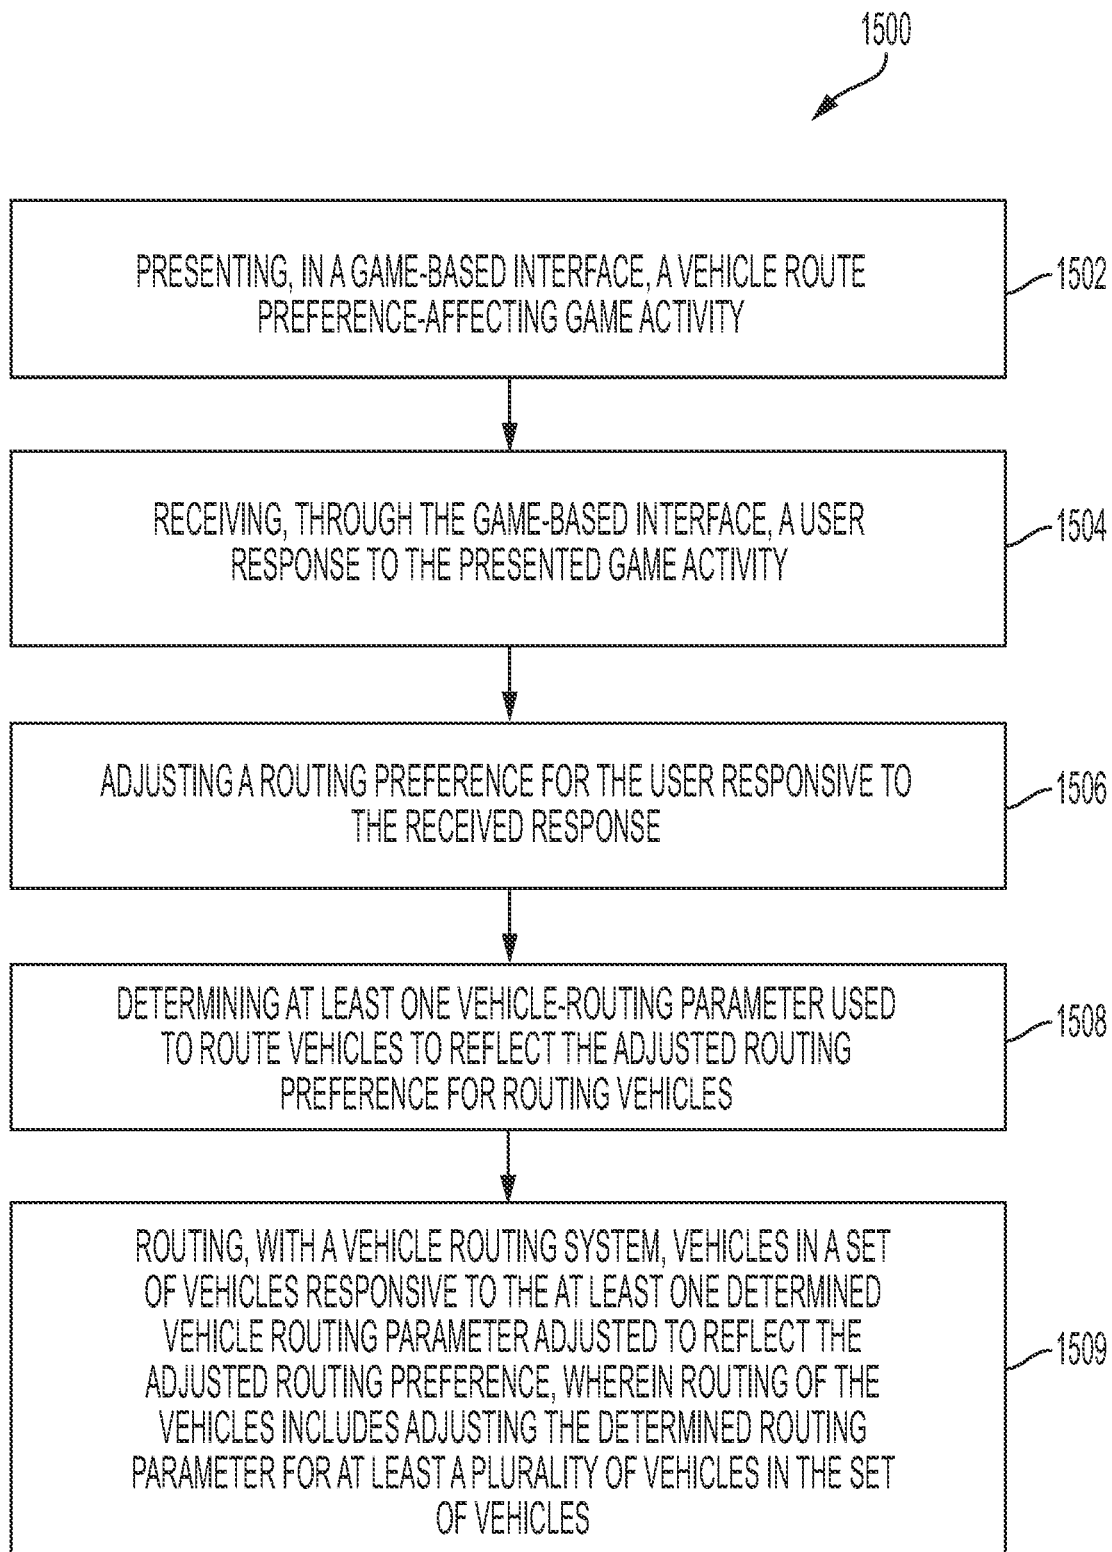 1500
PRESENTING, IN A GAME-BASED INTERFACE, A VEHICLE ROUTE
PREFERENCE-AFFECTING GAME ACTIVITY
1502
RECEIVING, THROUGH THE GAME-BASED INTERFACE, A USER
RESPONSE TO THE PRESENTED GAME ACTIVITY
1504
ADJUSTING A ROUTING PREFERENCE FOR THE USER RESPONSIVE TO
THE RECEIVED RESPONSE
1506
DETERMINING AT LEAST ONE VEHICLE-ROUTING PARAMETER USED
TO ROUTE VEHICLES TO REFLECT THE ADJUSTED ROUTING
PREFERENCE FOR ROUTING VEHICLES
1508
ROUTING, WITH A VEHICLE ROUTING SYSTEM, VEHICLES IN A SET
OF VEHICLES RESPONSIVE TO THE AT LEAST ONE DETERMINED
VEHICLE ROUTING PARAMETER ADJUSTED TO REFLECT THE
ADJUSTED ROUTING PREFERENCE, WHEREIN ROUTING OF THE
VEHICLES INCLUDES ADJUSTING THE DETERMINED ROUTING
PARAMETER FOR AT LEAST A PLURALITY OF VEHICLES IN THE SET
OF VEHICLES
1509